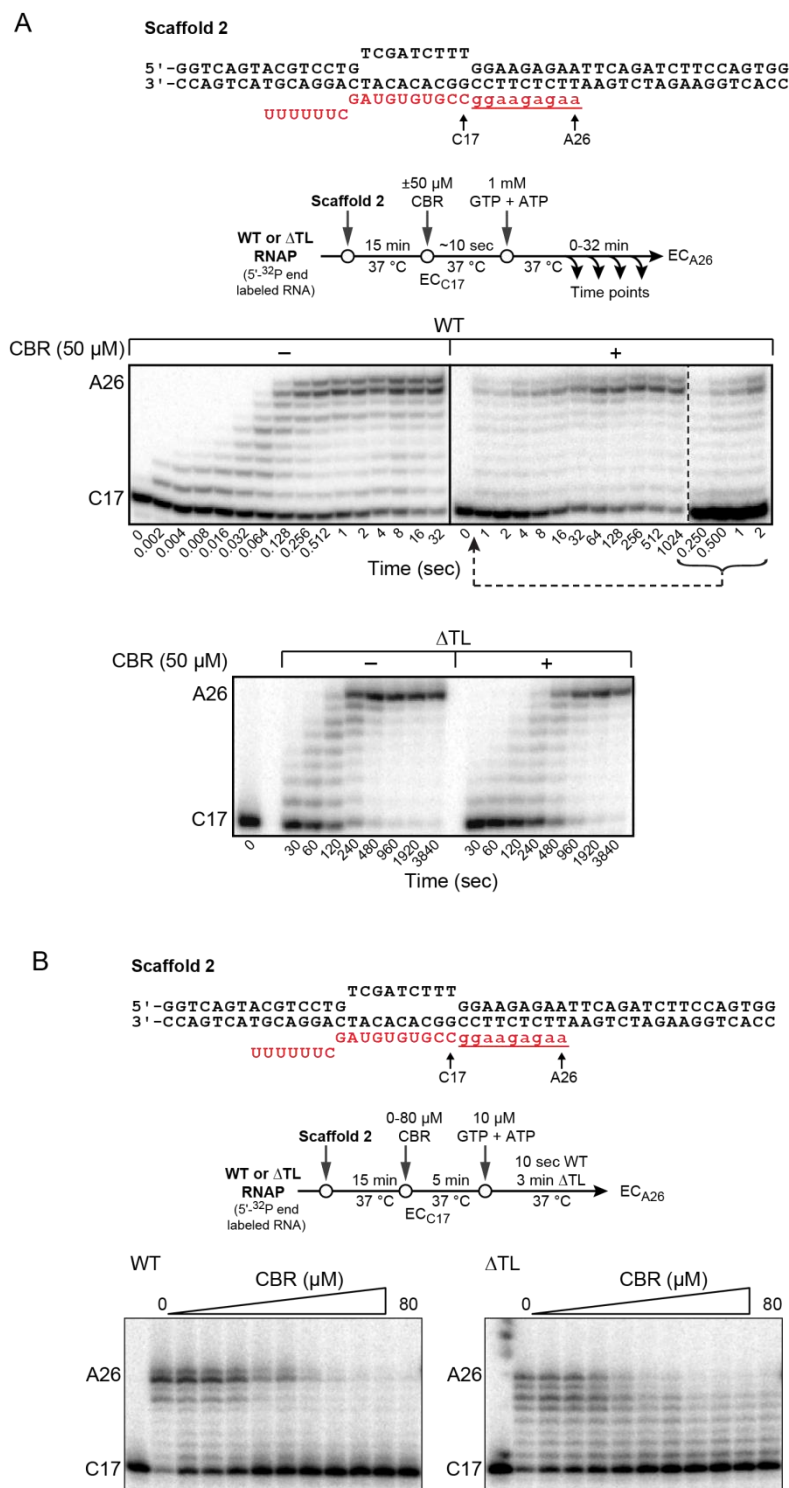 A
Scaffold 2
TCGATCTTT
5'-GGTCAGTACGTCCTG GGAAGAGAATTCAGATCTTCCAGTGG
3'-CCAGTCATGCAGGACTACACACGGCCTTCTCTTAAGTCTAGAAGGTCACC
GAUGUGUGCCggaagagaa
UUUUUUC
C17 A26
±50 µM 1 mM
Scaffold 2 CBR GTP + ATP
WT or ΔTL 15 min ~10 sec 0-32 min
RNAP 37 °C 37 °C 37 °C ECA26
(5'-32P end ECC17 Time points
labeled RNA)
WT
CBR (50 µM) – +
A26
C17
0 0.002 0.004 0.008 0.016 0.032 0.064 0.128 0.256 0.512 1 2 4 8 16 32 0 1 2 4 8 16 32 64 128 256 512 1024 0.250 0.500 1 2
Time (sec)
ΔTL
CBR (50 µM) – +
A26
C17
0 30 60 120 240 480 960 1920 3840 30 60 120 240 480 960 1920 3840
Time (sec)
B
Scaffold 2
TCGATCTTT
5'-GGTCAGTACGTCCTG GGAAGAGAATTCAGATCTTCCAGTGG
3'-CCAGTCATGCAGGACTACACACGGCCTTCTCTTAAGTCTAGAAGGTCACC
GAUGUGUGCCggaagagaa
UUUUUUC
C17 A26
0-80 µM 10 µM
Scaffold 2 CBR GTP + ATP
10 sec WT
WT or ΔTL 15 min 5 min 3 min ΔTL
RNAP 37 °C 37 °C 37 °C ECA26
(5'-32P end ECC17
labeled RNA)
WT ΔTL
CBR (µM) CBR (µM)
0 80 0 80
A26 A26
C17 C17